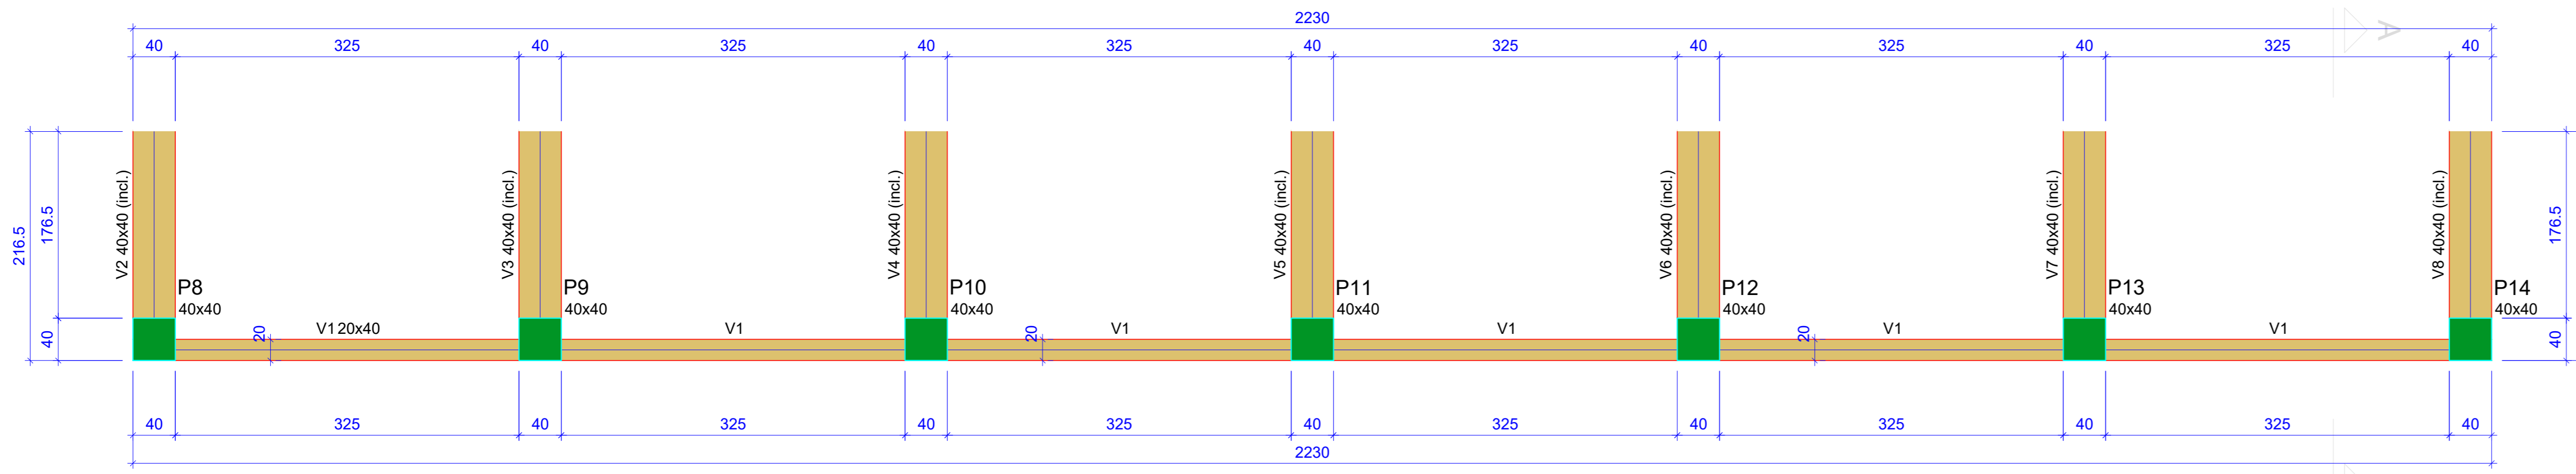 2230
40 325 40 325 40 325 40 325 40 325 40 325 40
A
216.5
176.5
V2 40x40 (incl.)
V3 40x40 (incl.)
V4 40x40 (incl.)
V5 40x40 (incl.)
V6 40x40 (incl.)
V7 40x40 (incl.)
V8 40x40 (incl.)
176.5
P8
40x40
P9
40x40
P10
40x40
P11
40x40
P12
40x40
P13
40x40
P14
40x40
40
20
V1 20x40
V1
20
V1
V1
20
V1
V1
40
40 325 40 325 40 325 40 325 40 325 40 325 40
2230